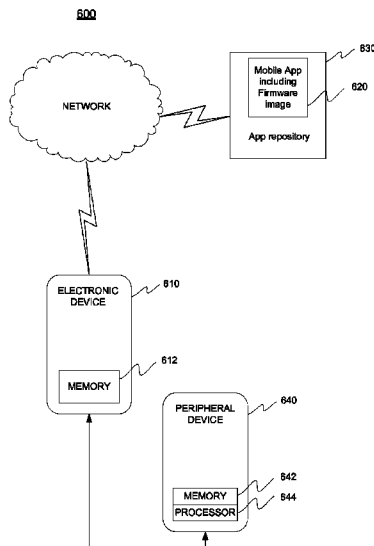 600
630
Mobile App
including
Firmware
image
620
NETWORK
App repository
ELECTRONIC
DEVICE
610
612
MEMORY
PERIPHERAL
DEVICE
640
642
MEMORY
644
PROCESSOR